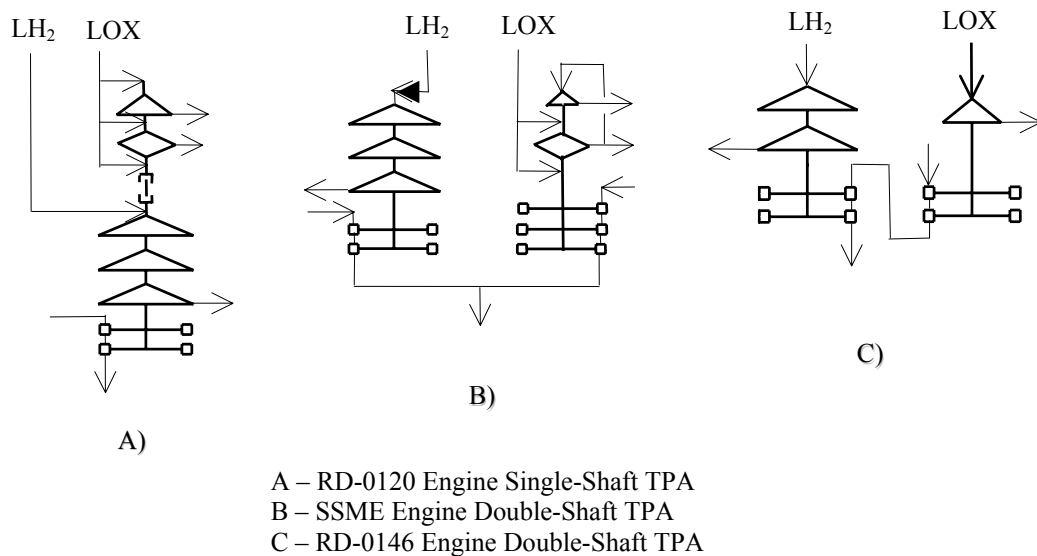 LH₂ LOX
LH₂ LOX
LH₂ LOX
A)
B)
C)
A – RD-0120 Engine Single-Shaft TPA
B – SSME Engine Double-Shaft TPA
C – RD-0146 Engine Double-Shaft TPA